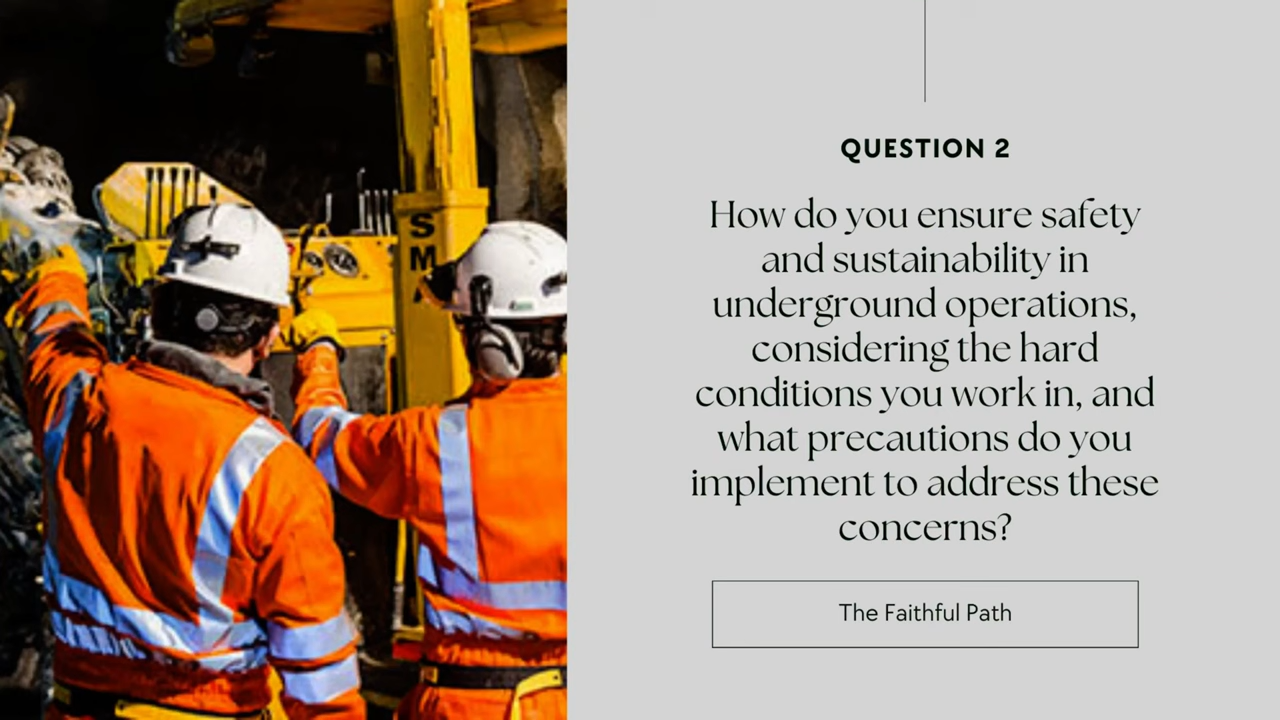 SMA
QUESTION 2
How do you ensure safety
and sustainability in
underground operations,
considering the hard
conditions you work in, and
what precautions do you
implement to address these
concerns?
The Faithful Path